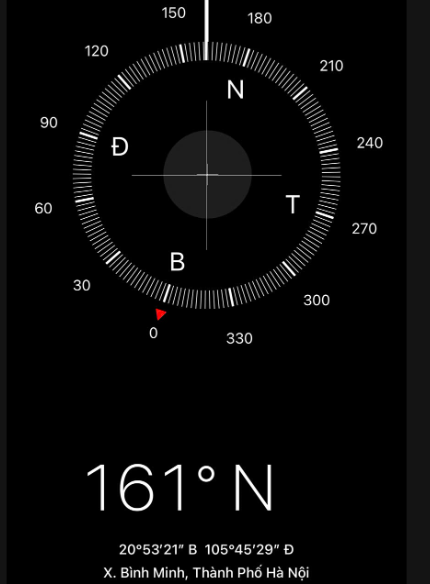 150 180
120 210
N
90 Đ 240
60 T 270
B
30 300
0 330
161° N
20°53'21" B 105°45'29" Đ
X. Bình Minh, Thành Phố Hà Nội